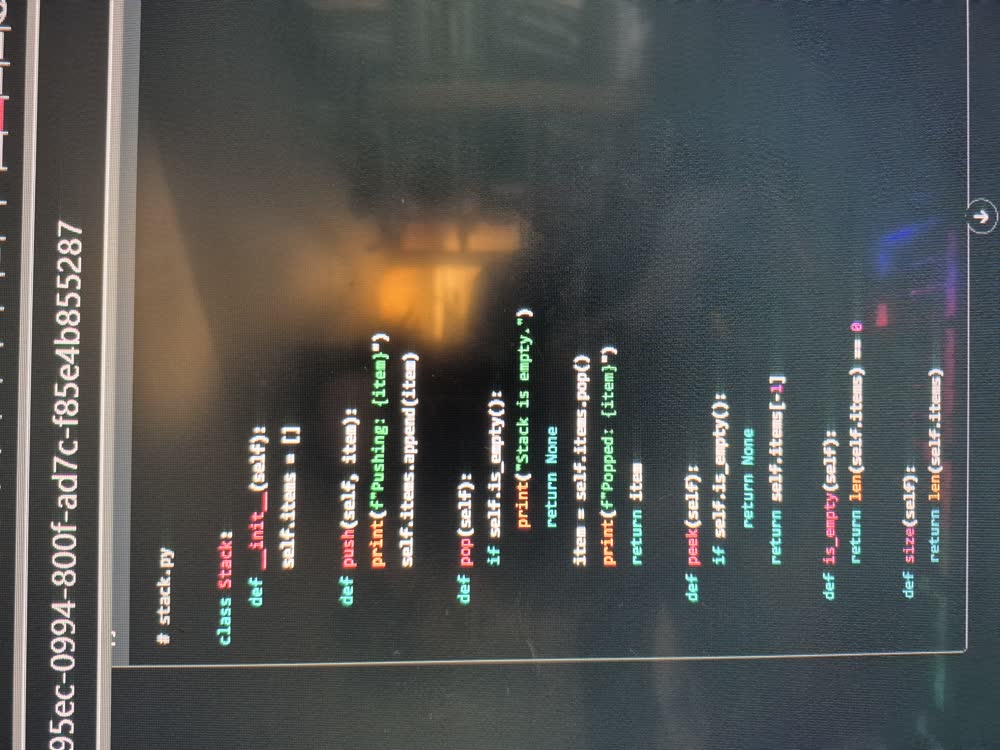 95ec-0994-800f-ad7c-f85e4b855287
# stack.py
class Stack:
    def __init__(self):
        self.items = []
    def push(self, item):
        print(f"Pushing: {item}")
        self.items.append(item)
    def pop(self):
        if self.is_empty():
            print("Stack is empty.")
            return None
        item = self.items.pop()
        print(f"Popped: {item}")
        return item
    def peek(self):
        if self.is_empty():
            return None
        return self.items[-1]
    def is_empty(self):
        return len(self.items) == 0
    def size(self):
        return len(self.items)